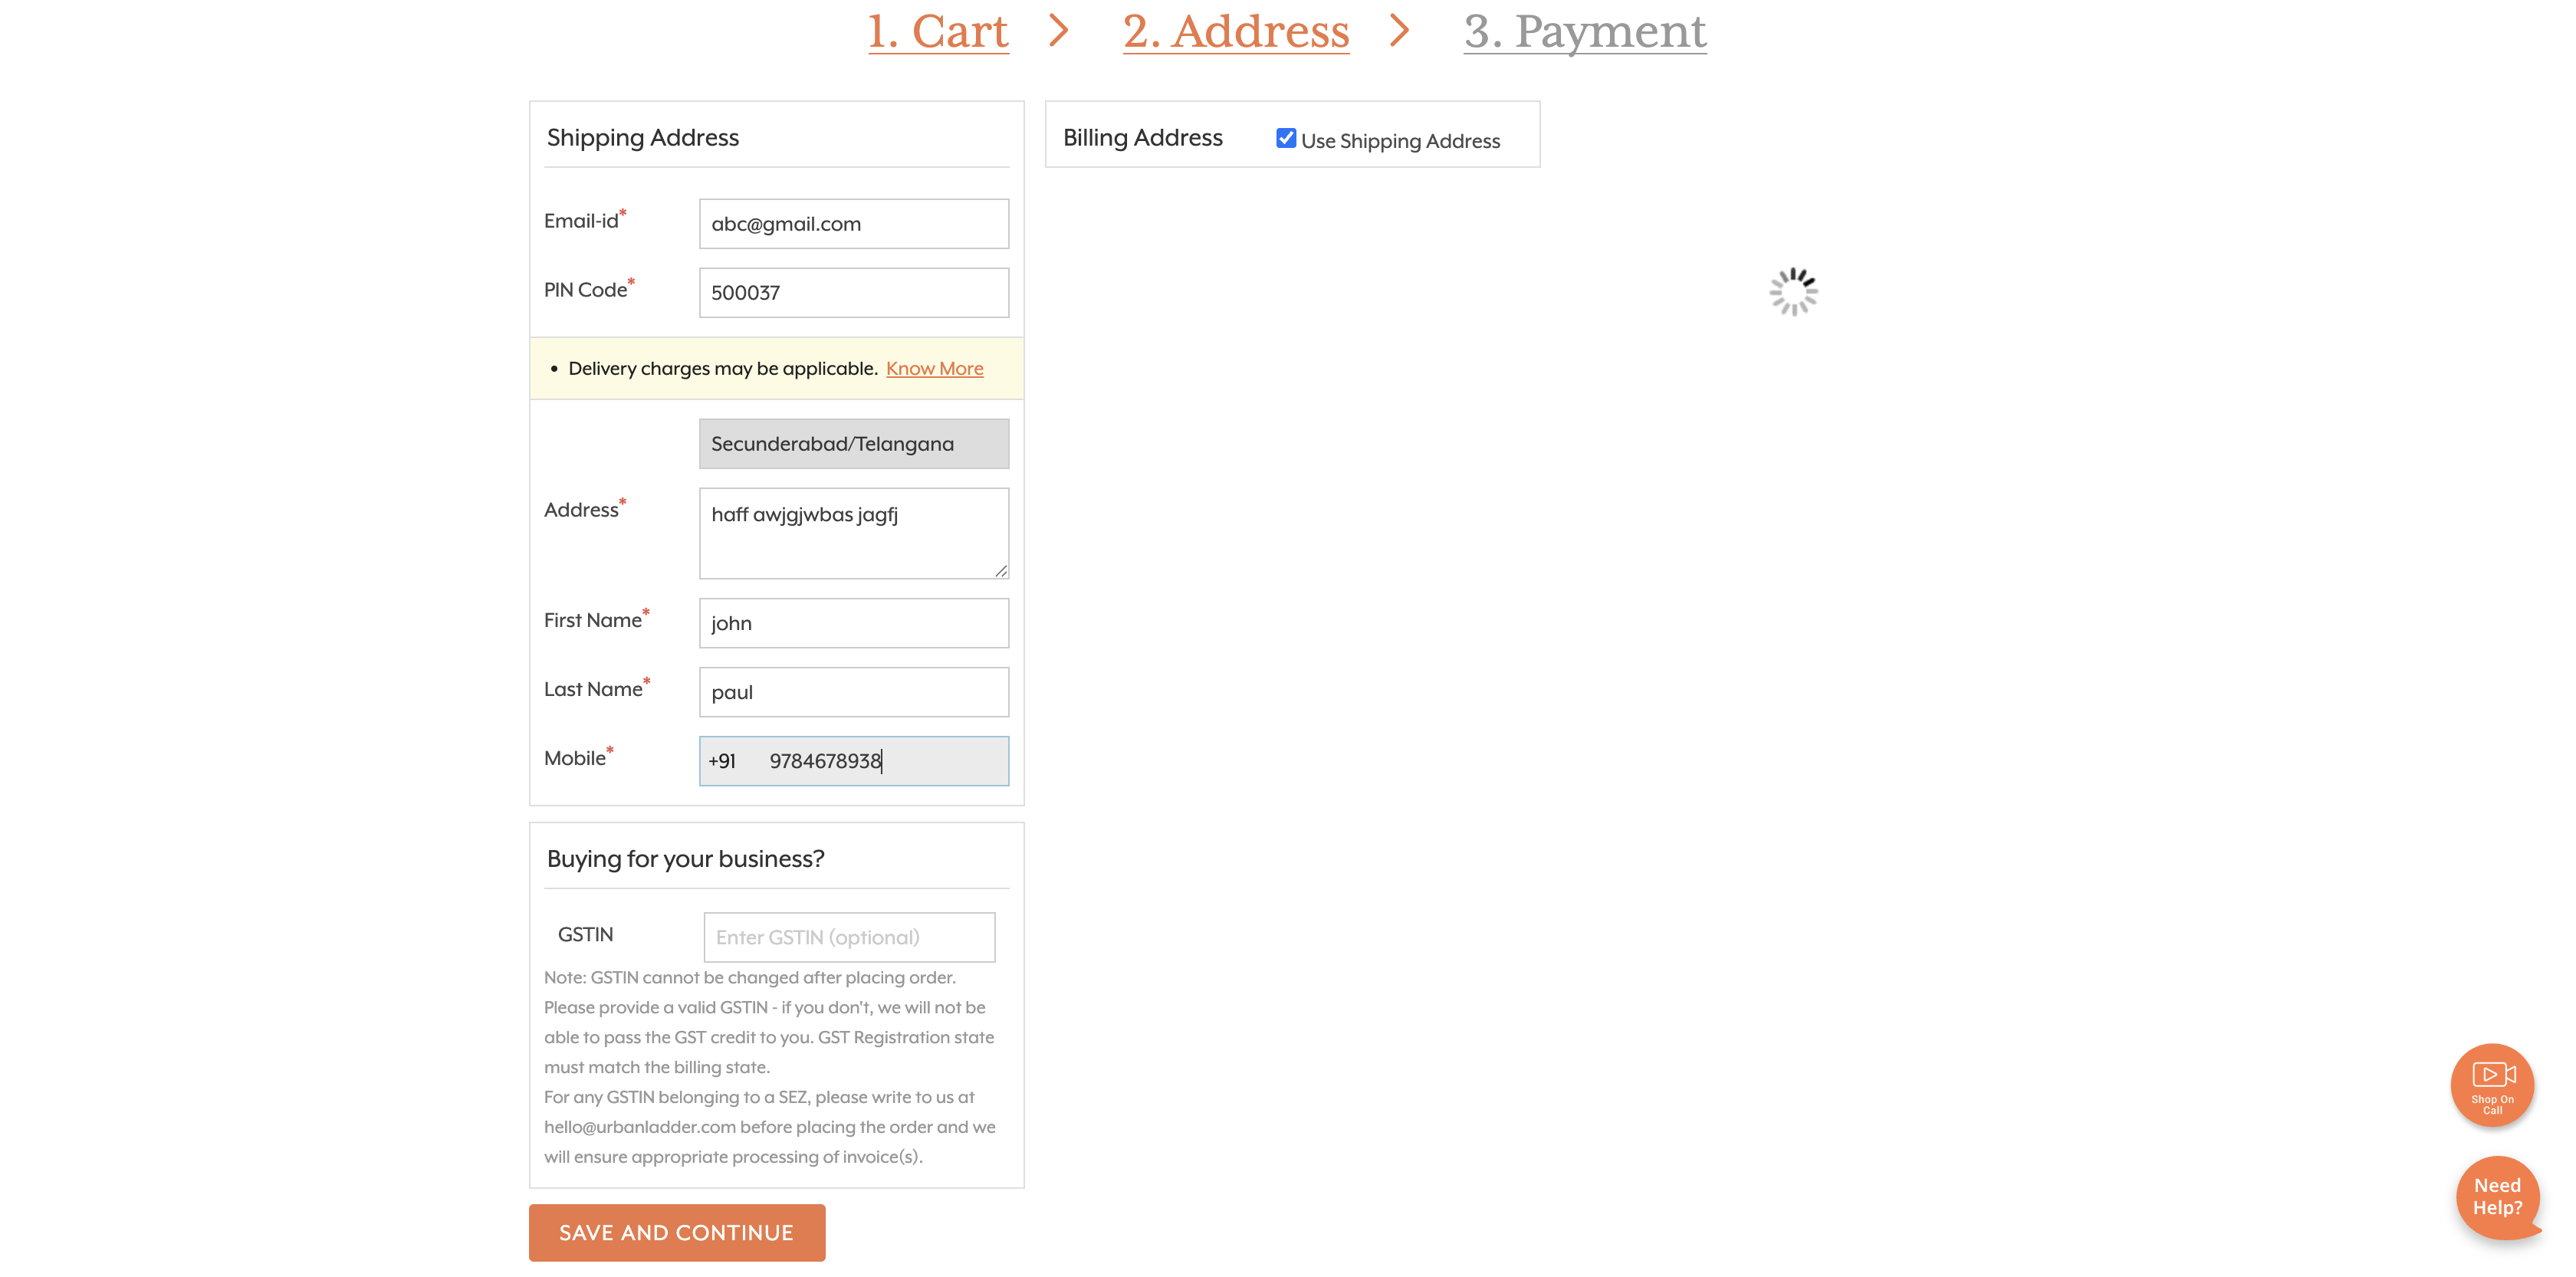 1. Cart > 2. Address > 3. Payment
Shipping Address
Email-id*
abc@gmail.com
PIN Code*
500037
• Delivery charges may be applicable. Know More
Secunderabad/Telangana
Address*
haff awjgjwbas jagfj
First Name*
john
Last Name*
paul
Mobile*
+91 9784678938
Buying for your business?
GSTIN
Enter GSTIN (optional)
Note: GSTIN cannot be changed after placing order.
Please provide a valid GSTIN - if you don't, we will not be
able to pass the GST credit to you. GST Registration state
must match the billing state.
For any GSTIN belonging to a SEZ, please write to us at
hello@urbanladder.com before placing the order and we
will ensure appropriate processing of invoice(s).
SAVE AND CONTINUE
Billing Address
Use Shipping Address
Shop On
Call
Need
Help?